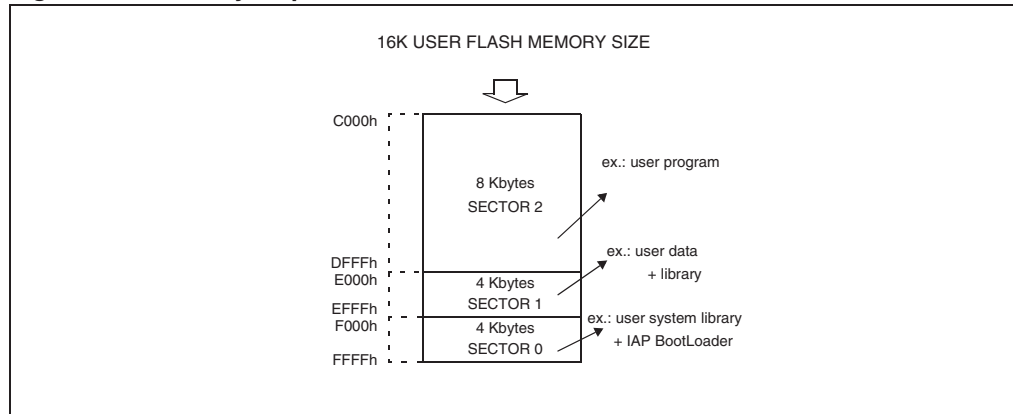 16K USER FLASH MEMORY SIZE
C000h
8 Kbytes
SECTOR 2
ex.: user program
DFFFh
E000h
4 Kbytes
SECTOR 1
ex.: user data
+ library
EFFFh
F000h
4 Kbytes
SECTOR 0
ex.: user system library
+ IAP BootLoader
FFFFh